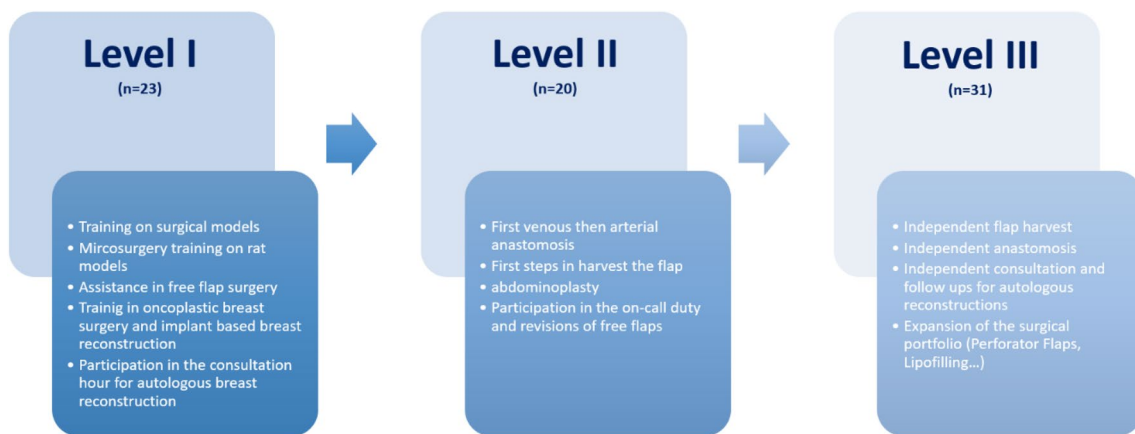 Level I
(n=23)
• Training on surgical models
• Mircosurgery training on rat
models
• Assistance in free flap surgery
• Trainig in oncoplastic breast
surgery and implant based breast
reconstruction
• Participation in the consultation
hour for autologous breast
reconstruction
Level II
(n=20)
• First venous then arterial
anastomosis
• First steps in harvest the flap
• abdominoplasty
• Participation in the on-call duty
and revisions of free flaps
Level III
(n=31)
• Independent flap harvest
• Independent anastomosis
• Independent consultation and
follow ups for autologous
reconstructions
• Expansion of the surgical
portfolio (Perforator Flaps,
Lipofilling...)